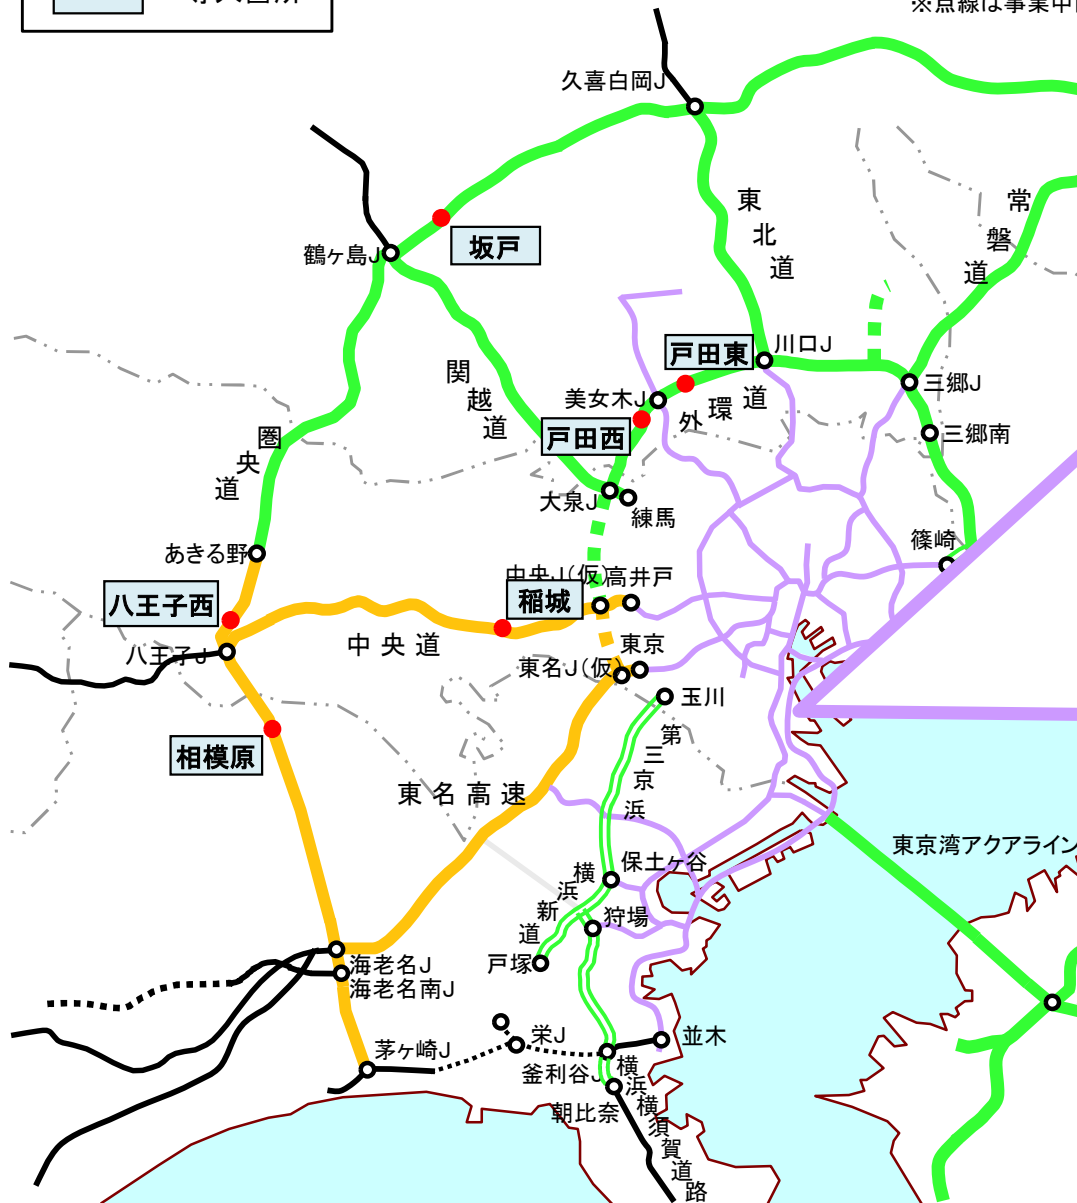 ※点線は事業中
久喜白岡J
東北道
常磐道
坂戸
鶴ヶ島J
川口J
戸田東
三郷J
関越道
美女木J
外環道
三郷南
戸田西
圏央道
大泉J
練馬
篠崎
あきる野
中央J(仮)
高井戸
八王子西
稲城
中央道
東京
八王子J
東名J(仮)
玉川
相模原
第三京浜
東名高速
東京湾アクアライン
保土ヶ谷
横浜新道
狩場
戸塚
海老名J
海老名南J
栄J
並木
茅ヶ崎J
釜利谷J
朝比奈
横浜横須賀道路